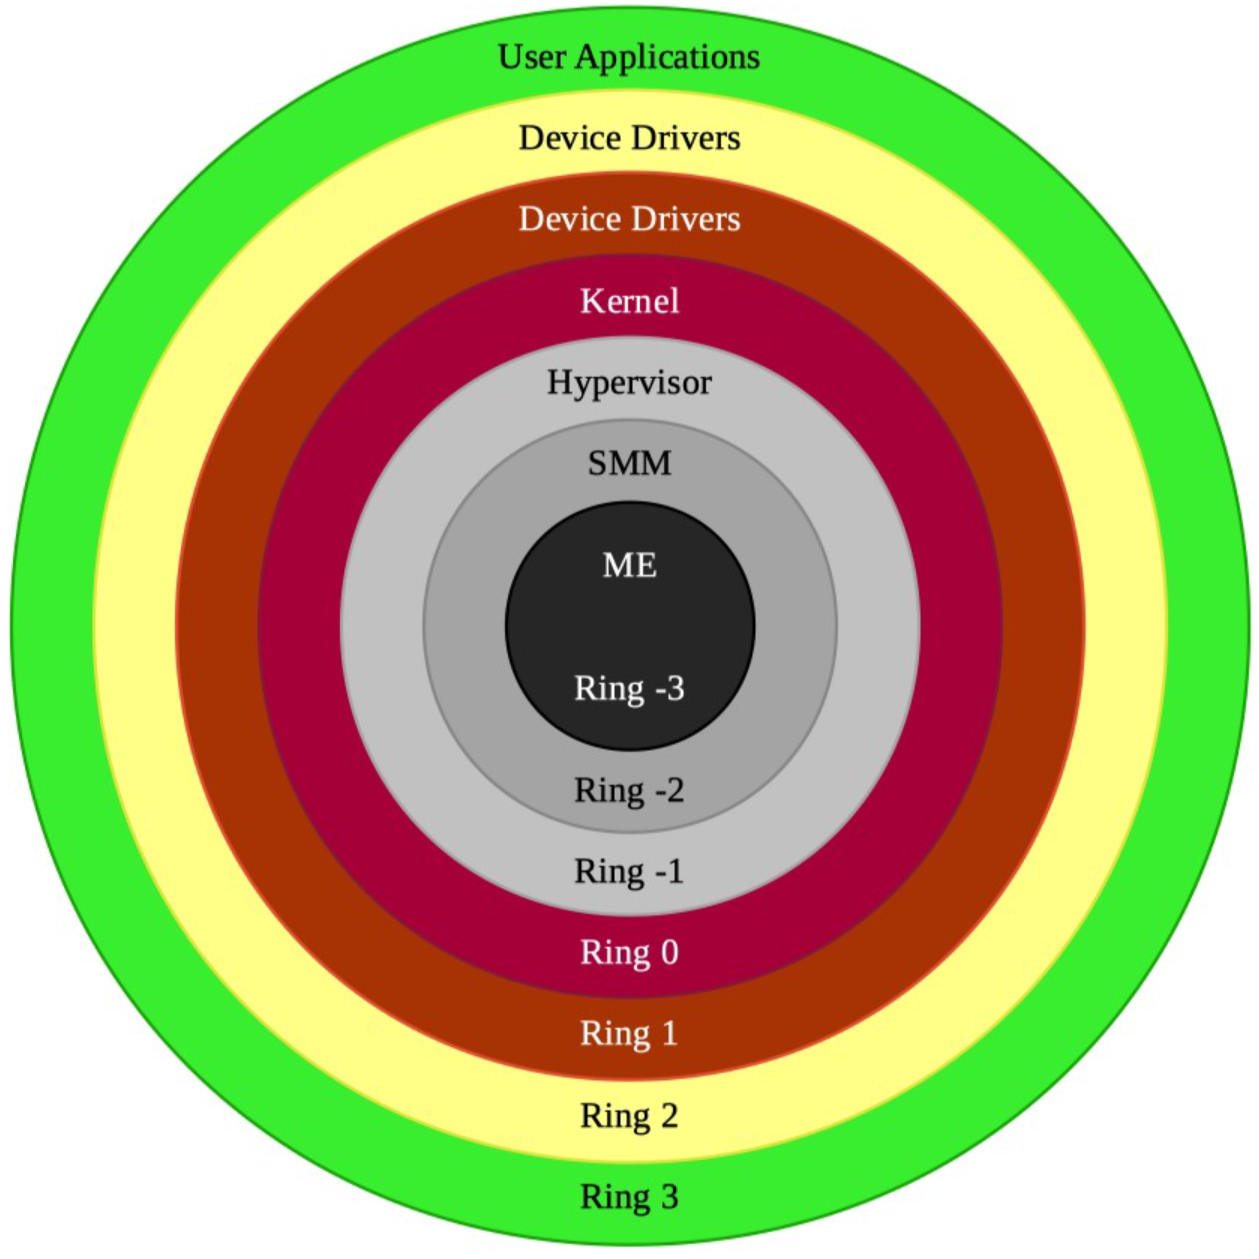 User Applications
Device Drivers
Device Drivers
Kernel
Hypervisor
SMM
ME
Ring -3
Ring -2
Ring -1
Ring 0
Ring 1
Ring 2
Ring 3